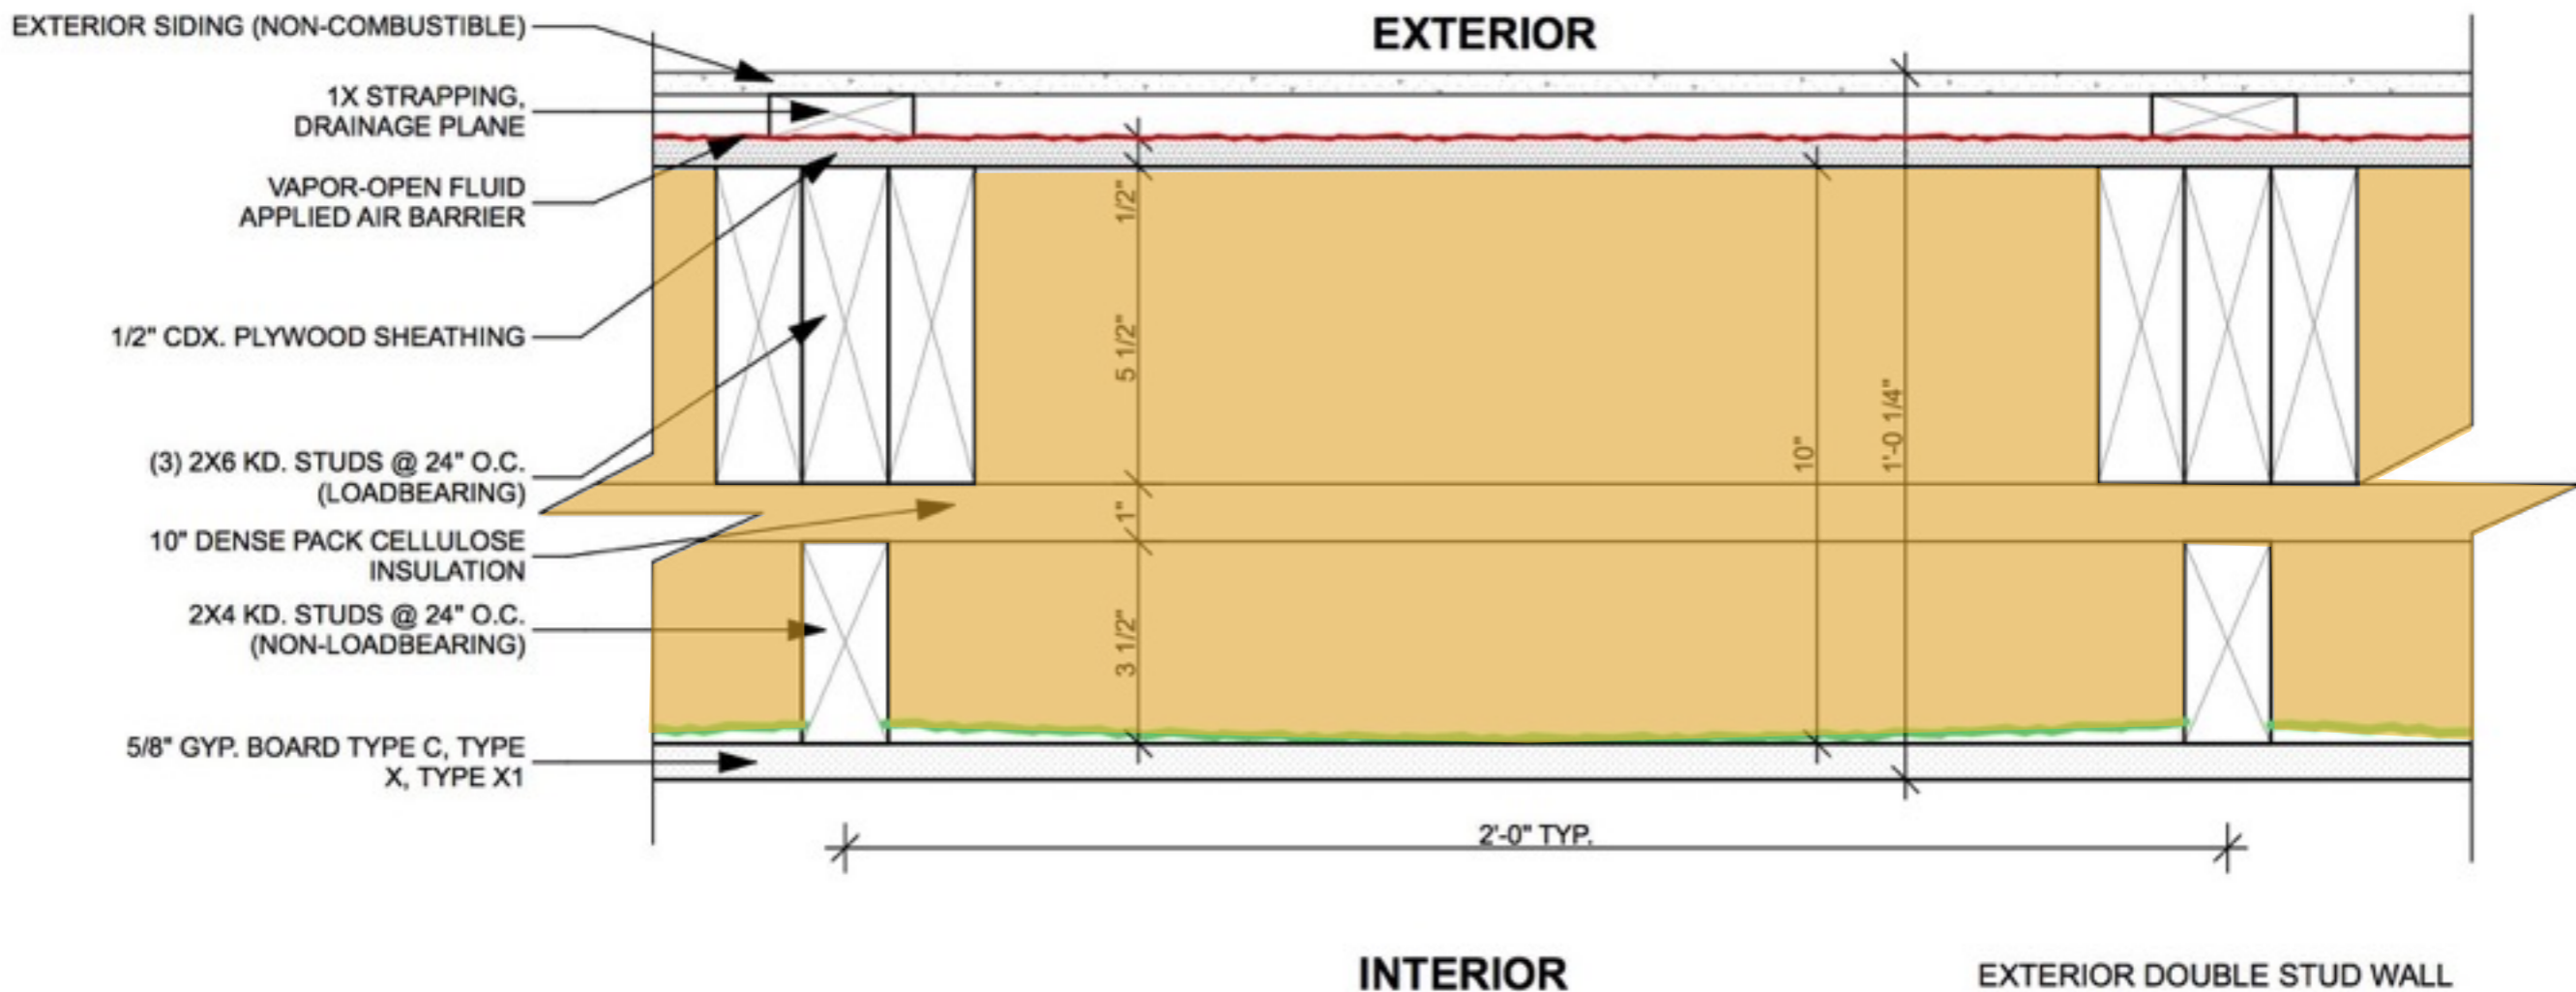 EXTERIOR
EXTERIOR SIDING (NON-COMBUSTIBLE)
1X STRAPPING,
DRAINAGE PLANE
VAPOR-OPEN FLUID
APPLIED AIR BARRIER
1/2" CDX. PLYWOOD SHEATHING
(3) 2X6 KD. STUDS @ 24" O.C.
(LOADBEARING)
10" DENSE PACK CELLULOSE
INSULATION
2X4 KD. STUDS @ 24" O.C.
(NON-LOADBEARING)
5/8" GYP. BOARD TYPE C, TYPE
X, TYPE X1
1/2"
5 1/2"
1"
3 1/2"
10"
1'-0 1/4"
2'-0" TYP.
INTERIOR
EXTERIOR DOUBLE STUD WALL